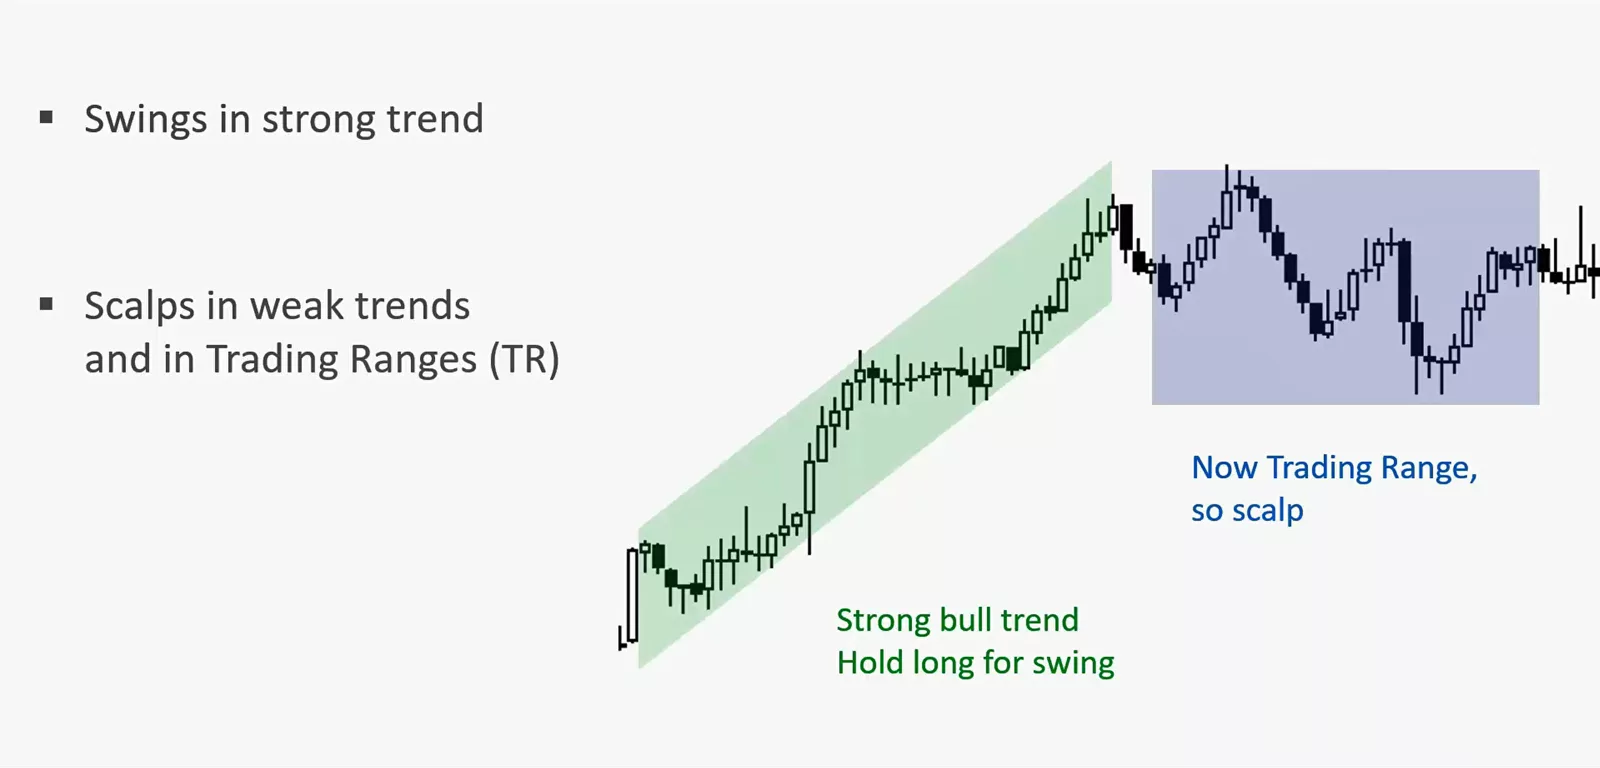 ▪ Swings in strong trend
▪ Scalps in weak trends
and in Trading Ranges (TR)
Now Trading Range,
so scalp
Strong bull trend
Hold long for swing